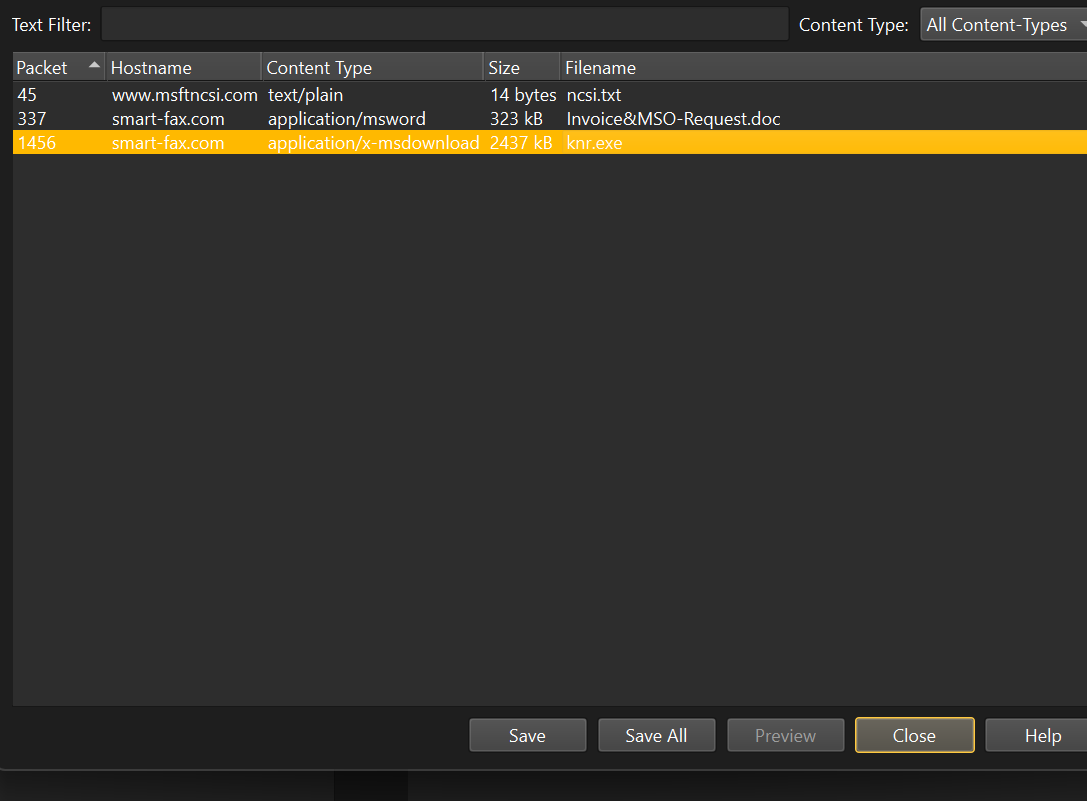 Text Filter: Content Type: All Content-Types
Packet Hostname Content Type Size Filename
45 www.msftncsi.com text/plain 14 bytes ncsi.txt
337 smart-fax.com application/msword 323 kB Invoice&MSO-Request.doc
1456 smart-fax.com application/x-msdownload 2437 kB knr.exe
Save Save All Preview Close Help